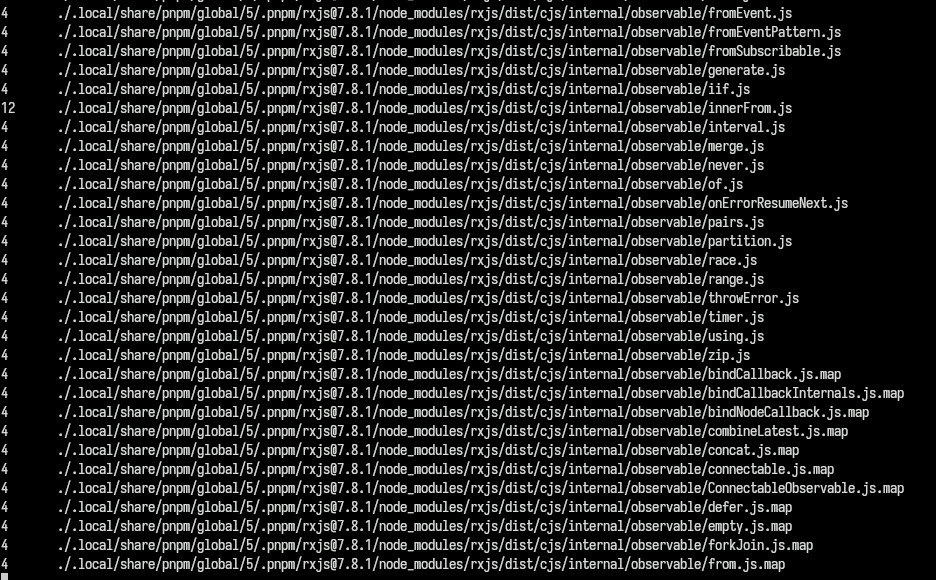 4 ./.local/share/pnpm/global/5/.pnpm/rxjs@7.8.1/node_modules/rxjs/dist/cjs/internal/observable/fromEvent.js
4 ./.local/share/pnpm/global/5/.pnpm/rxjs@7.8.1/node_modules/rxjs/dist/cjs/internal/observable/fromEventPattern.js
4 ./.local/share/pnpm/global/5/.pnpm/rxjs@7.8.1/node_modules/rxjs/dist/cjs/internal/observable/fromSubscribable.js
4 ./.local/share/pnpm/global/5/.pnpm/rxjs@7.8.1/node_modules/rxjs/dist/cjs/internal/observable/generate.js
4 ./.local/share/pnpm/global/5/.pnpm/rxjs@7.8.1/node_modules/rxjs/dist/cjs/internal/observable/iif.js
12 ./.local/share/pnpm/global/5/.pnpm/rxjs@7.8.1/node_modules/rxjs/dist/cjs/internal/observable/innerFrom.js
4 ./.local/share/pnpm/global/5/.pnpm/rxjs@7.8.1/node_modules/rxjs/dist/cjs/internal/observable/interval.js
4 ./.local/share/pnpm/global/5/.pnpm/rxjs@7.8.1/node_modules/rxjs/dist/cjs/internal/observable/merge.js
4 ./.local/share/pnpm/global/5/.pnpm/rxjs@7.8.1/node_modules/rxjs/dist/cjs/internal/observable/never.js
4 ./.local/share/pnpm/global/5/.pnpm/rxjs@7.8.1/node_modules/rxjs/dist/cjs/internal/observable/of.js
4 ./.local/share/pnpm/global/5/.pnpm/rxjs@7.8.1/node_modules/rxjs/dist/cjs/internal/observable/onErrorResumeNext.js
4 ./.local/share/pnpm/global/5/.pnpm/rxjs@7.8.1/node_modules/rxjs/dist/cjs/internal/observable/pairs.js
4 ./.local/share/pnpm/global/5/.pnpm/rxjs@7.8.1/node_modules/rxjs/dist/cjs/internal/observable/partition.js
4 ./.local/share/pnpm/global/5/.pnpm/rxjs@7.8.1/node_modules/rxjs/dist/cjs/internal/observable/race.js
4 ./.local/share/pnpm/global/5/.pnpm/rxjs@7.8.1/node_modules/rxjs/dist/cjs/internal/observable/range.js
4 ./.local/share/pnpm/global/5/.pnpm/rxjs@7.8.1/node_modules/rxjs/dist/cjs/internal/observable/throwError.js
4 ./.local/share/pnpm/global/5/.pnpm/rxjs@7.8.1/node_modules/rxjs/dist/cjs/internal/observable/timer.js
4 ./.local/share/pnpm/global/5/.pnpm/rxjs@7.8.1/node_modules/rxjs/dist/cjs/internal/observable/using.js
4 ./.local/share/pnpm/global/5/.pnpm/rxjs@7.8.1/node_modules/rxjs/dist/cjs/internal/observable/zip.js
4 ./.local/share/pnpm/global/5/.pnpm/rxjs@7.8.1/node_modules/rxjs/dist/cjs/internal/observable/bindCallback.js.map
4 ./.local/share/pnpm/global/5/.pnpm/rxjs@7.8.1/node_modules/rxjs/dist/cjs/internal/observable/bindCallbackInternals.js.map
4 ./.local/share/pnpm/global/5/.pnpm/rxjs@7.8.1/node_modules/rxjs/dist/cjs/internal/observable/bindNodeCallback.js.map
4 ./.local/share/pnpm/global/5/.pnpm/rxjs@7.8.1/node_modules/rxjs/dist/cjs/internal/observable/combineLatest.js.map
4 ./.local/share/pnpm/global/5/.pnpm/rxjs@7.8.1/node_modules/rxjs/dist/cjs/internal/observable/concat.js.map
4 ./.local/share/pnpm/global/5/.pnpm/rxjs@7.8.1/node_modules/rxjs/dist/cjs/internal/observable/connectable.js.map
4 ./.local/share/pnpm/global/5/.pnpm/rxjs@7.8.1/node_modules/rxjs/dist/cjs/internal/observable/ConnectableObservable.js.map
4 ./.local/share/pnpm/global/5/.pnpm/rxjs@7.8.1/node_modules/rxjs/dist/cjs/internal/observable/defer.js.map
4 ./.local/share/pnpm/global/5/.pnpm/rxjs@7.8.1/node_modules/rxjs/dist/cjs/internal/observable/empty.js.map
4 ./.local/share/pnpm/global/5/.pnpm/rxjs@7.8.1/node_modules/rxjs/dist/cjs/internal/observable/forkJoin.js.map
4 ./.local/share/pnpm/global/5/.pnpm/rxjs@7.8.1/node_modules/rxjs/dist/cjs/internal/observable/from.js.map